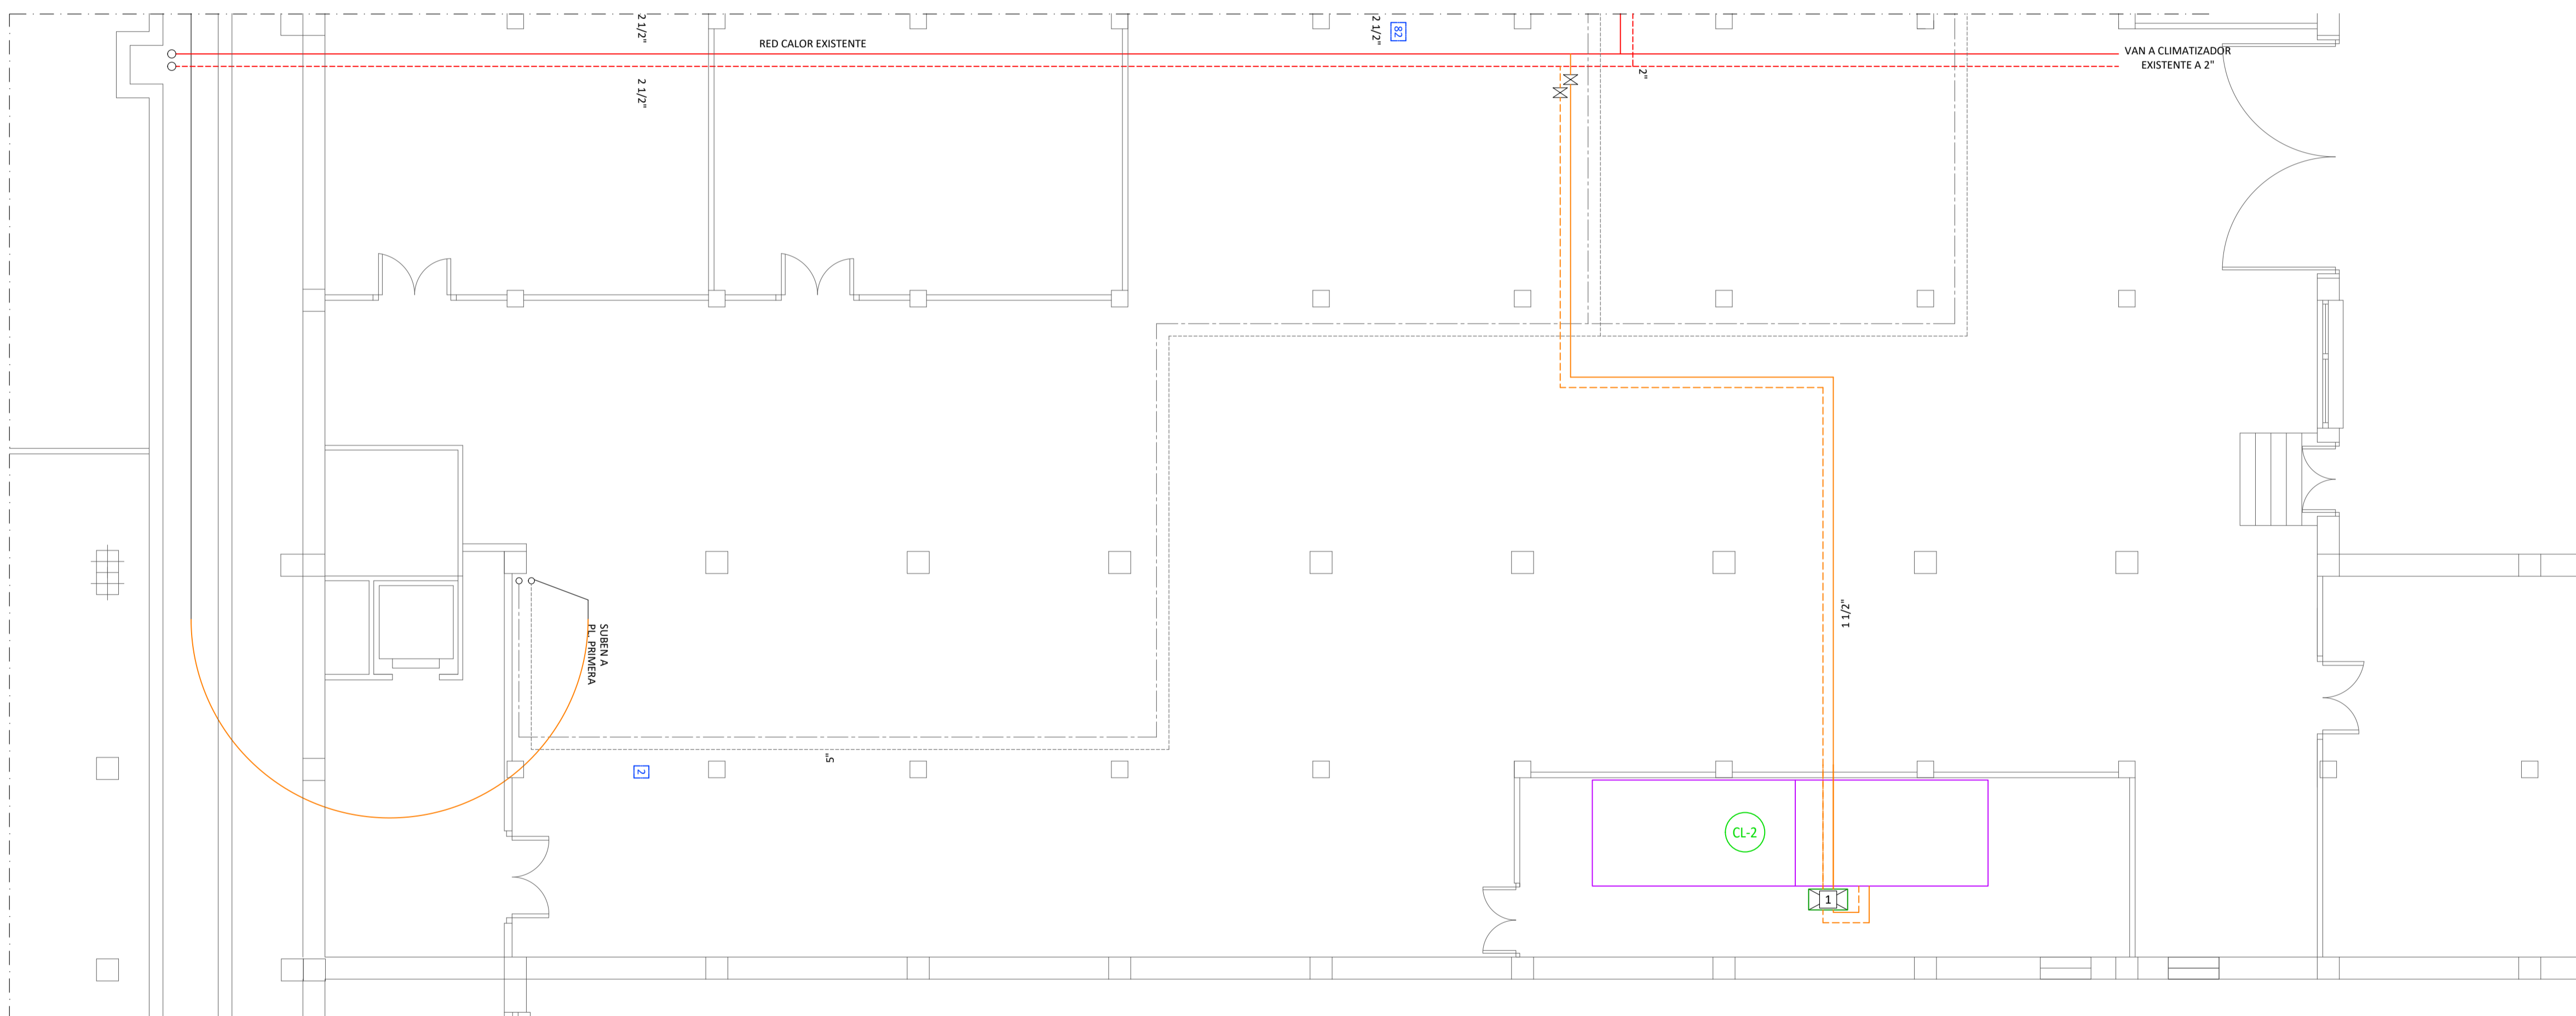 2 1/2"
2 1/2"
82
RED CALOR EXISTENTE
VAN A CLIMATIZADOR
EXISTENTE A 2"
2"
2 1/2"
1 1/2"
SUBEN A
PL. PRIMERA
5"
2
CL-2
1